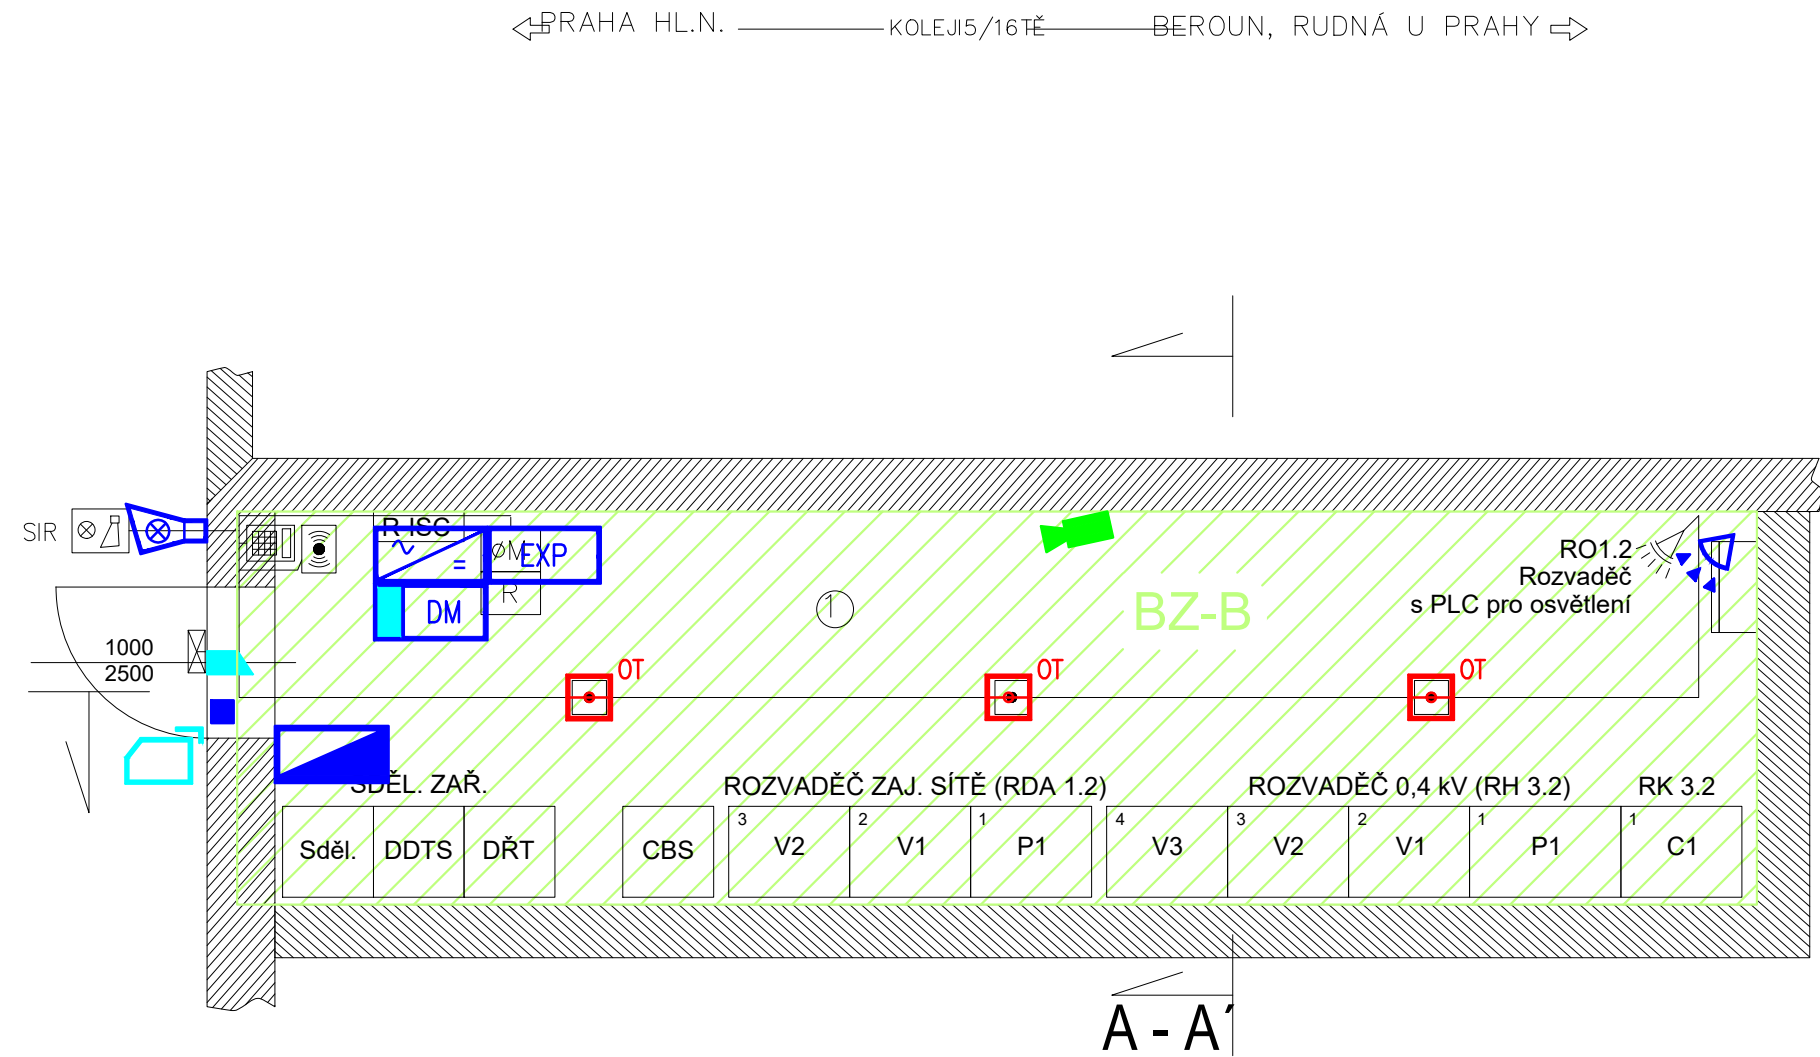 PRAHA HL.N. KOLEJI5/16TĚ BEROUN, RUDNÁ U PRAHY
SIR
R-ISC
øM
EXP
=
R
DM
1
BZ-B
RO1.2
Rozvaděč
s PLC pro osvětlení
1000
2500
OT OT OT
SDĚL. ZAŘ. ROZVADĚČ ZAJ. SÍTĚ (RDA 1.2) ROZVADĚČ 0,4 kV (RH 3.2) RK 3.2
3 2 1 4 3 2 1 1
Sděl. DDTS DŘT CBS V2 V1 P1 V3 V2 V1 P1 C1
A - A´